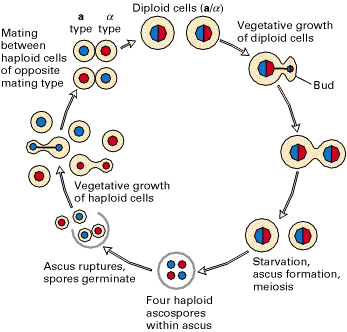 Diploid cells (a/α)
Vegetative growth
of diploid cells
Bud
Starvation,
ascus formation,
meiosis
Four haploid
ascospores
within ascus
Ascus ruptures,
spores germinate
Vegetative growth
of haploid cells
Mating
between
haploid cells
of opposite
mating type
a α
type type